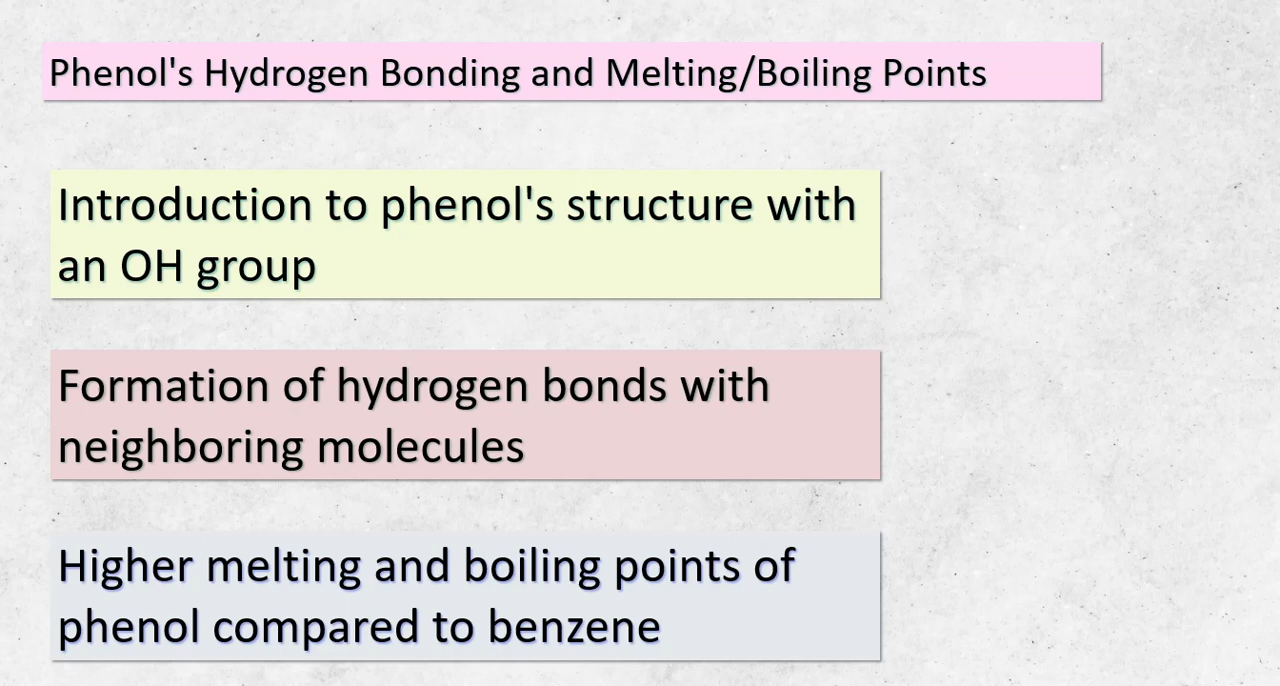 Phenol's Hydrogen Bonding and Melting/Boiling Points
Introduction to phenol's structure with
an OH group
Formation of hydrogen bonds with
neighboring molecules
Higher melting and boiling points of
phenol compared to benzene